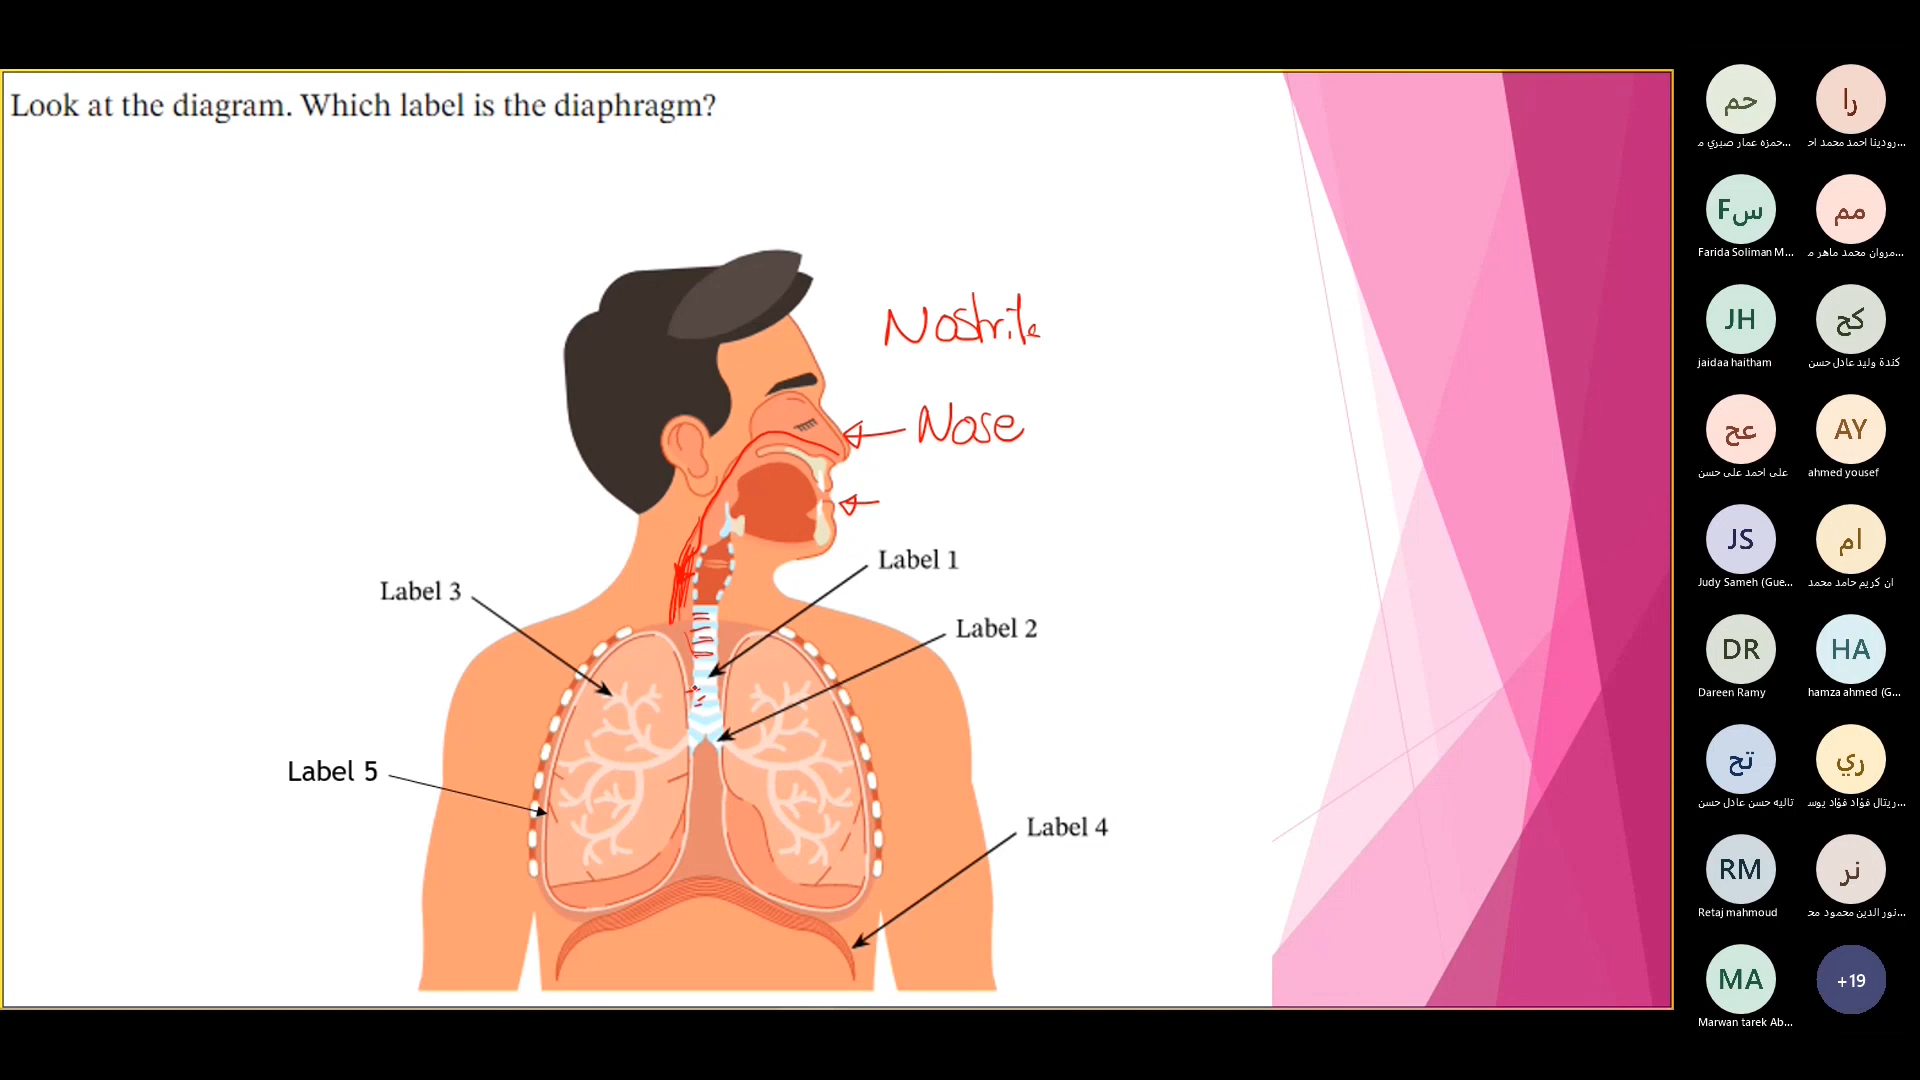 Look at the diagram. Which label is the diaphragm?
Nostrile
Nose
Label 1
Label 3
Label 2
Label 5
Label 4
حم
را
حمزه عمار صبري م...
رودينا احمد محمد اح...
Fس
مم
Farida Soliman M...
مروان محمد ماهر م...
JH
كح
jaidaa haitham
كندة وليد عادل حسن
عح
AY
على احمد على حسن
ahmed yousef
JS
ام
Judy Sameh (Gue...
ان كريم حامد محمد
DR
HA
Dareen Ramy
hamza ahmed (G...
تح
ري
تاليه حسن عادل حسن
ريتال فؤاد فؤاد يوس...
RM
نر
Retaj mahmoud
نور الدين محمود مح...
MA
+19
Marwan tarek Ab...